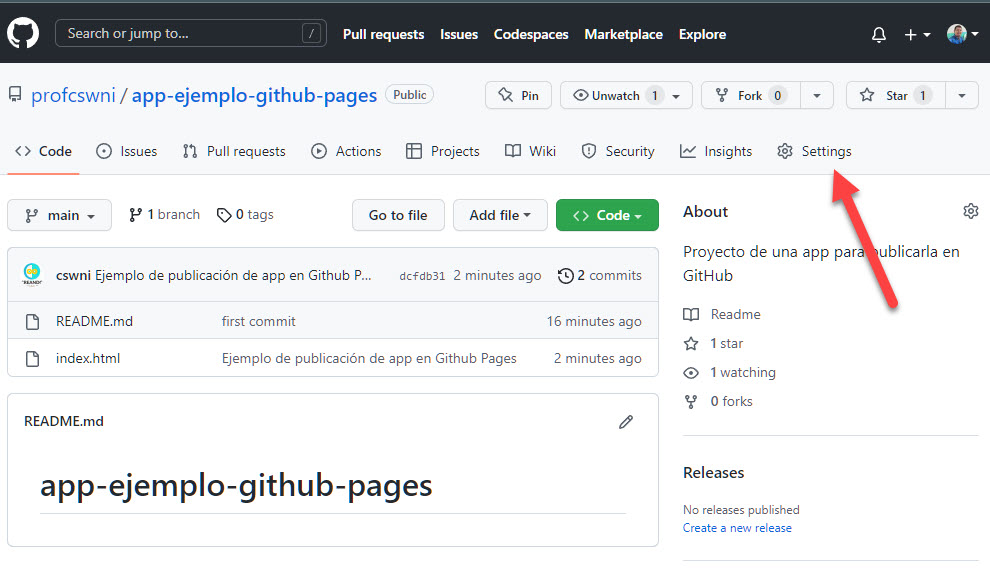 Search or jump to... / Pull requests Issues Codespaces Marketplace Explore
profcswni / app-ejemplo-github-pages Public Pin Unwatch 1 Fork 0 Star 1
Code Issues Pull requests Actions Projects Wiki Security Insights Settings
main 1 branch 0 tags Go to file Add file Code
cswni Ejemplo de publicación de app en Github P... dcfdb31 2 minutes ago 2 commits
README.md first commit 16 minutes ago
index.html Ejemplo de publicación de app en Github Pages 2 minutes ago
README.md
app-ejemplo-github-pages
About
Proyecto de una app para publicarla en
GitHub
Readme
1 star
1 watching
0 forks
Releases
No releases published
Create a new release